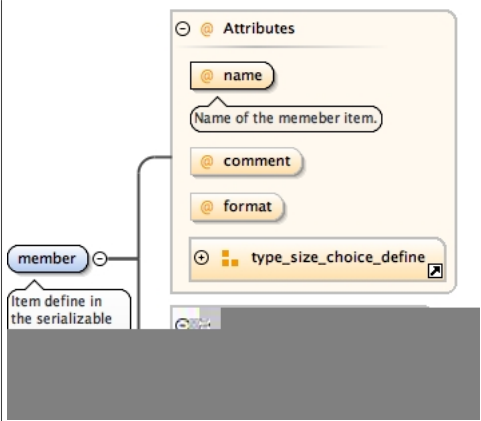 @ Attributes
@ name
Name of the memeber item.
@ comment
@ format
type_size_choice_define
member
Item define in
the serializable